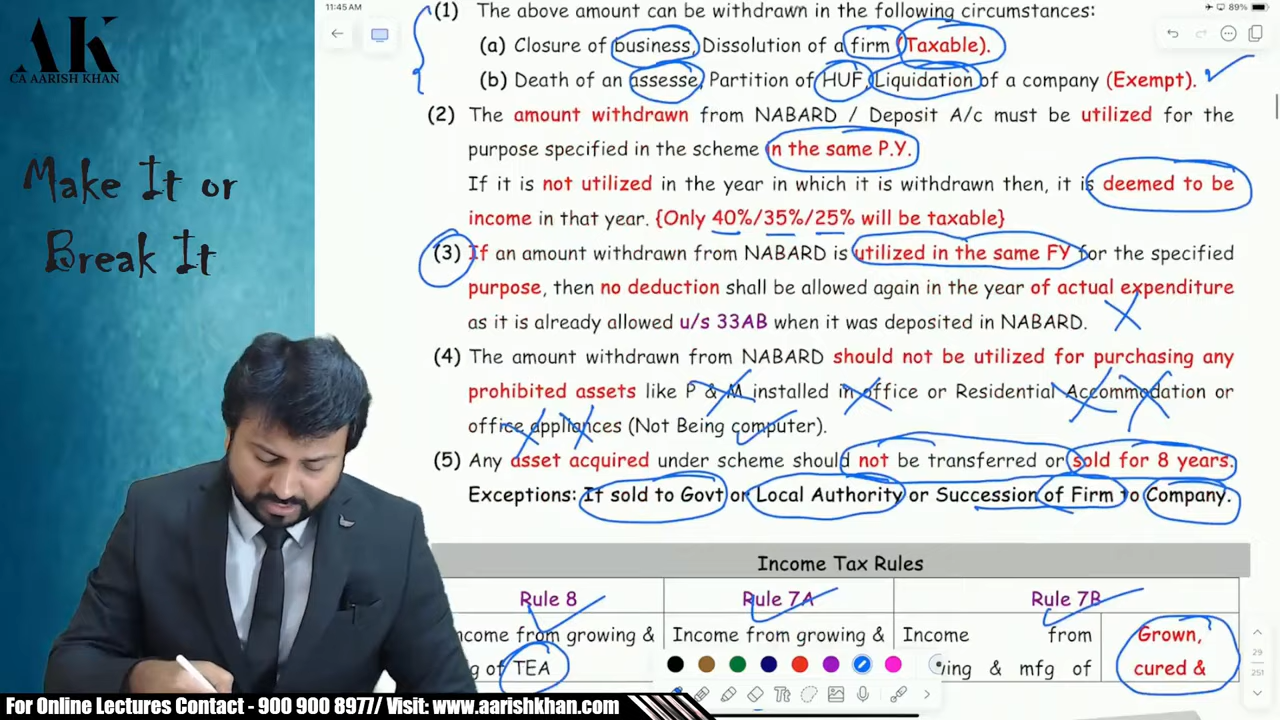 11:45 AM
89%
AK
CA AARISH KHAN
Make It or
Break It
(1) The above amount can be withdrawn in the following circumstances:
(a) Closure of business, Dissolution of a firm (Taxable).
(b) Death of an assesse, Partition of HUF, Liquidation of a company (Exempt).
(2) The amount withdrawn from NABARD / Deposit A/c must be utilized for the
purpose specified in the scheme in the same P.Y.
If it is not utilized in the year in which it is withdrawn then, it is deemed to be
income in that year. {Only 40%/35%/25% will be taxable}
(3) If an amount withdrawn from NABARD is utilized in the same FY for the specified
purpose, then no deduction shall be allowed again in the year of actual expenditure
as it is already allowed u/s 33AB when it was deposited in NABARD.
(4) The amount withdrawn from NABARD should not be utilized for purchasing any
prohibited assets like P & M installed in office or Residential Accommodation or
office appliances (Not Being computer).
(5) Any asset acquired under scheme should not be transferred or sold for 8 years.
Exceptions: If sold to Govt or Local Authority or Succession of Firm to Company.
Income Tax Rules
Rule 8 Rule 7A Rule 7B
ncome from growing & Income from growing & Income from Grown,
g of TEA wing & mfg of cured &
Tt
29
251
For Online Lectures Contact - 900 900 8977/ Visit: www.aarishkhan.com